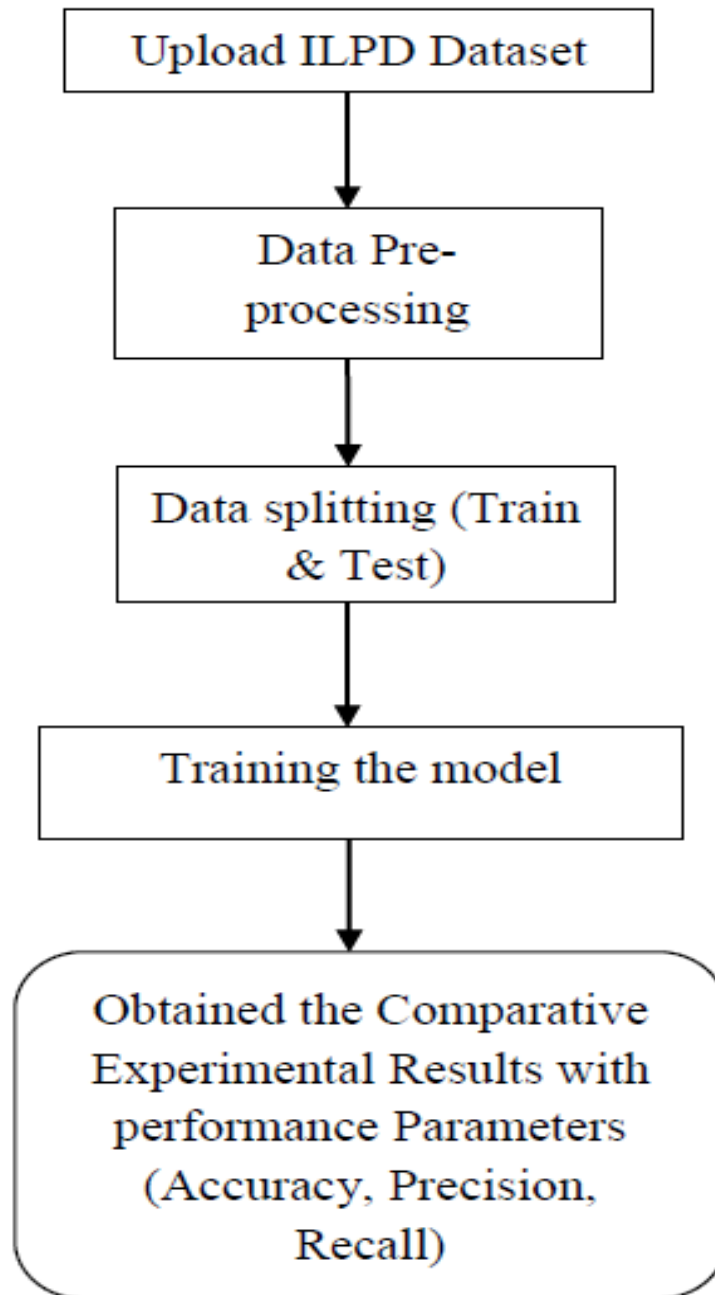 Upload ILPD Dataset
Data Pre-
processing
Data splitting (Train
& Test)
Training the model
Obtained the Comparative
Experimental Results with
performance Parameters
(Accuracy, Precision,
Recall)